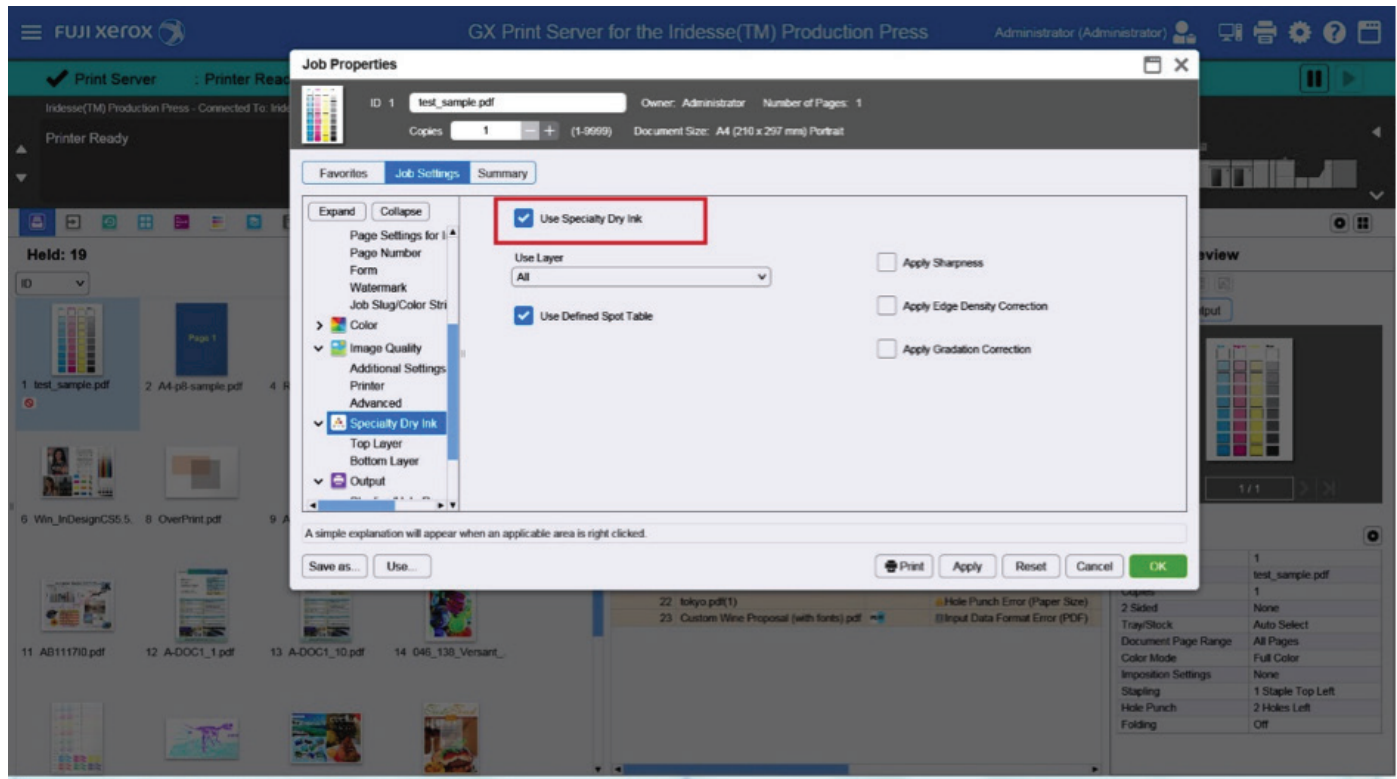 FUJI XEROX
GX Print Server for the Iridesse(TM) Production Press
Administrator (Administrator)
Print Server : Printer Read
Iridesse(TM) Production Press - Connected To: Iride
Printer Ready
Held: 19
ID
Page 1
1 test_sample.pdf
2 A4-p8-sample.pdf
4 R
6 Win_InDesignCS5.5.
8 OverPrint.pdf
9 A
11 AB1117I0.pdf
12 A-DOC1_1.pdf
13 A-DOC1_10.pdf
14 046_138_Versant_
Job Properties
ID 1 test_sample.pdf Owner: Administrator Number of Pages: 1
Copies 1 (1-9999) Document Size: A4 (210 x 297 mm) Portrait
Favorites Job Settings Summary
Expand Collapse
Page Settings for I
Page Number
Form
Watermark
Job Slug/Color Stri
Color
Image Quality
Additional Settings
Printer
Advanced
Specialty Dry Ink
Top Layer
Bottom Layer
Output
Use Specialty Dry Ink
Use Layer
All
Use Defined Spot Table
Apply Sharpness
Apply Edge Density Correction
Apply Gradation Correction
A simple explanation will appear when an applicable area is right clicked.
Save as... Use... Print Apply Reset Cancel OK
22 tokyo.pdf(1) Hole Punch Error (Paper Size)
23 Custom Wine Proposal (with fonts).pdf Input Data Format Error (PDF)
eview
tput
1/1
1
test_sample.pdf
Copies 1
2 Sided None
Tray/Stock Auto Select
Document Page Range All Pages
Color Mode Full Color
Imposition Settings None
Stapling 1 Staple Top Left
Hole Punch 2 Holes Left
Folding Off